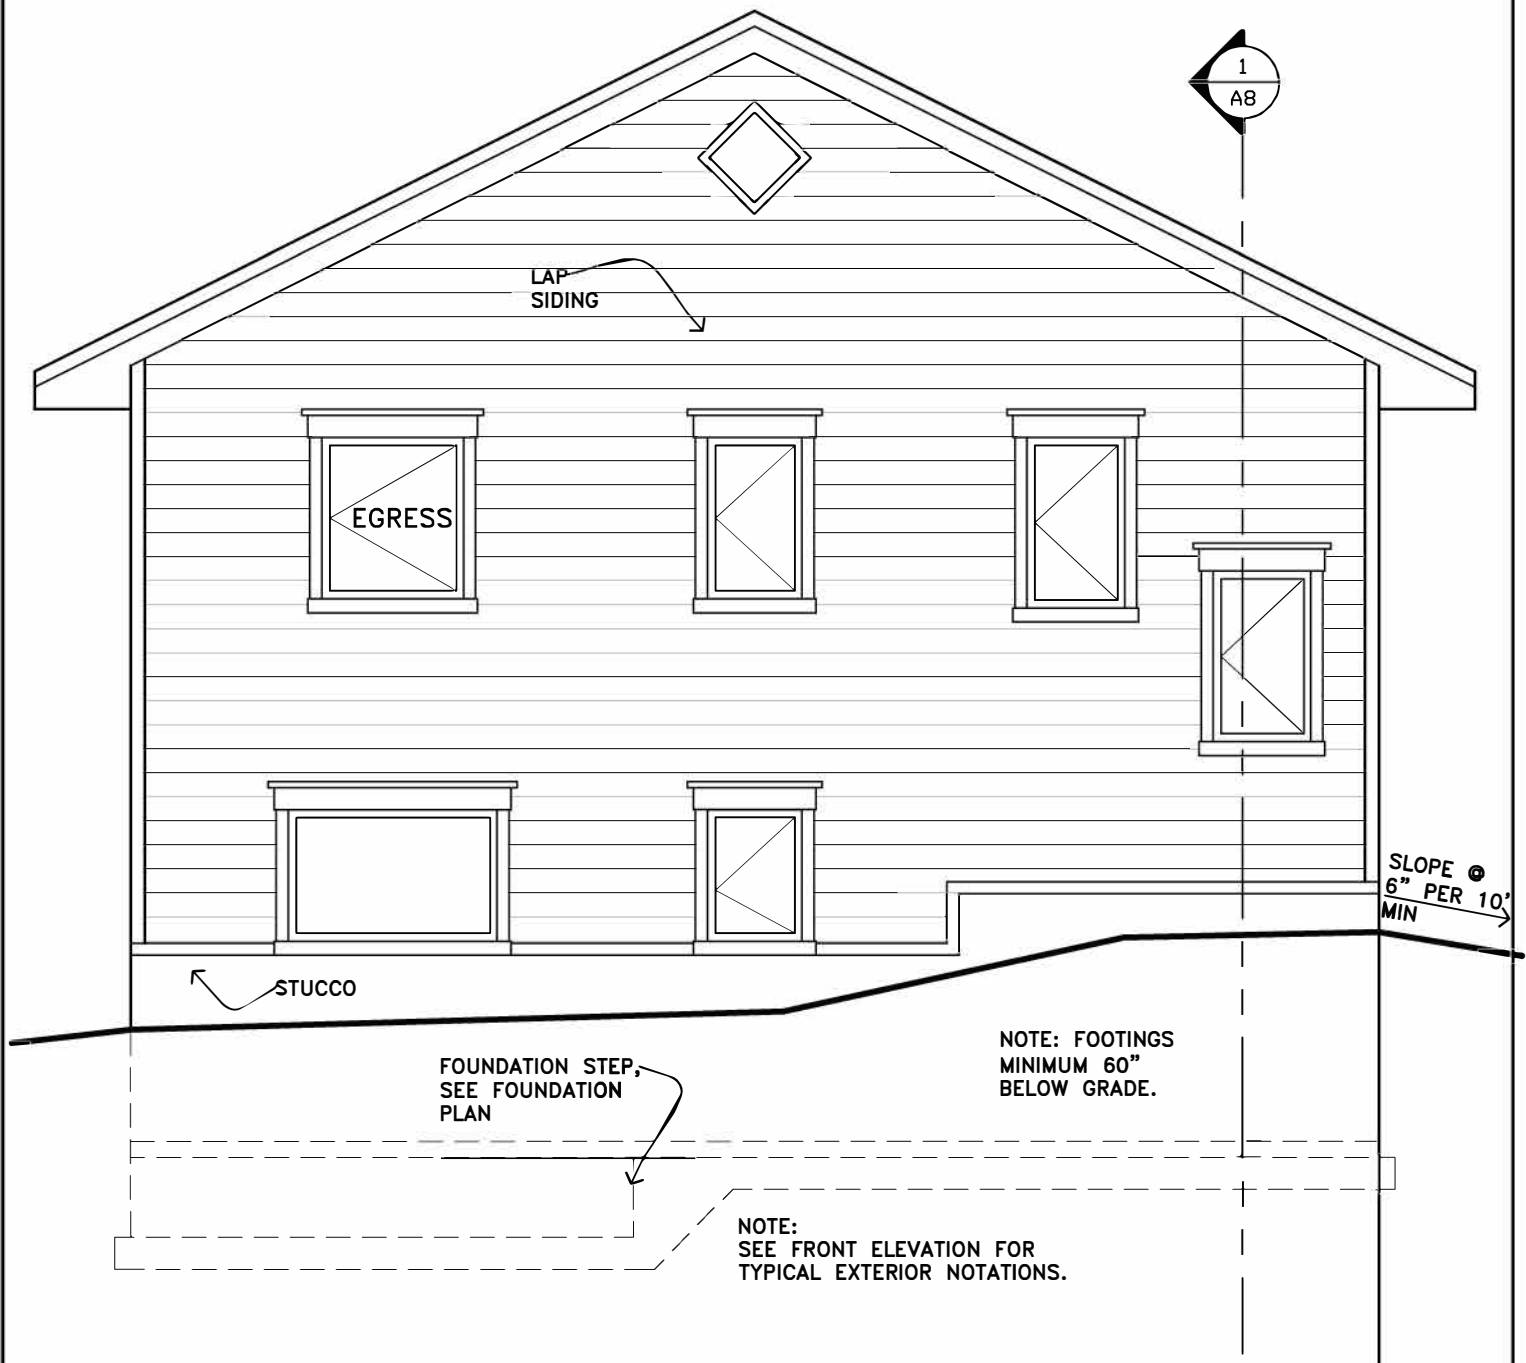 1
A8
LAP
SIDING
EGRESS
SLOPE @
6" PER 10'
MIN
STUCCO
FOUNDATION STEP,
SEE FOUNDATION
PLAN
NOTE: FOOTINGS
MINIMUM 60"
BELOW GRADE.
NOTE:
SEE FRONT ELEVATION FOR
TYPICAL EXTERIOR NOTATIONS.